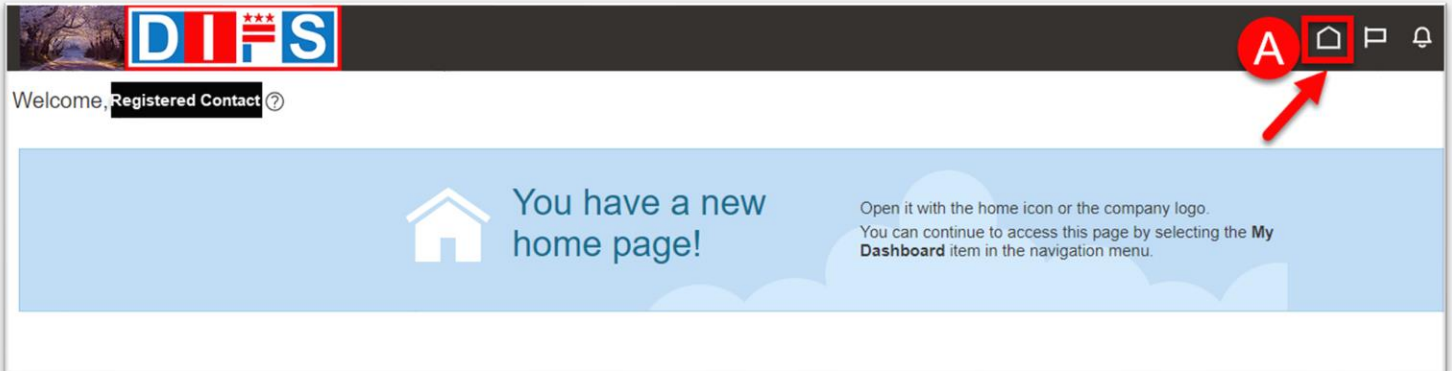 DIFS
A
Welcome, Registered Contact ?
You have a new
home page!
Open it with the home icon or the company logo.
You can continue to access this page by selecting the My
Dashboard item in the navigation menu.